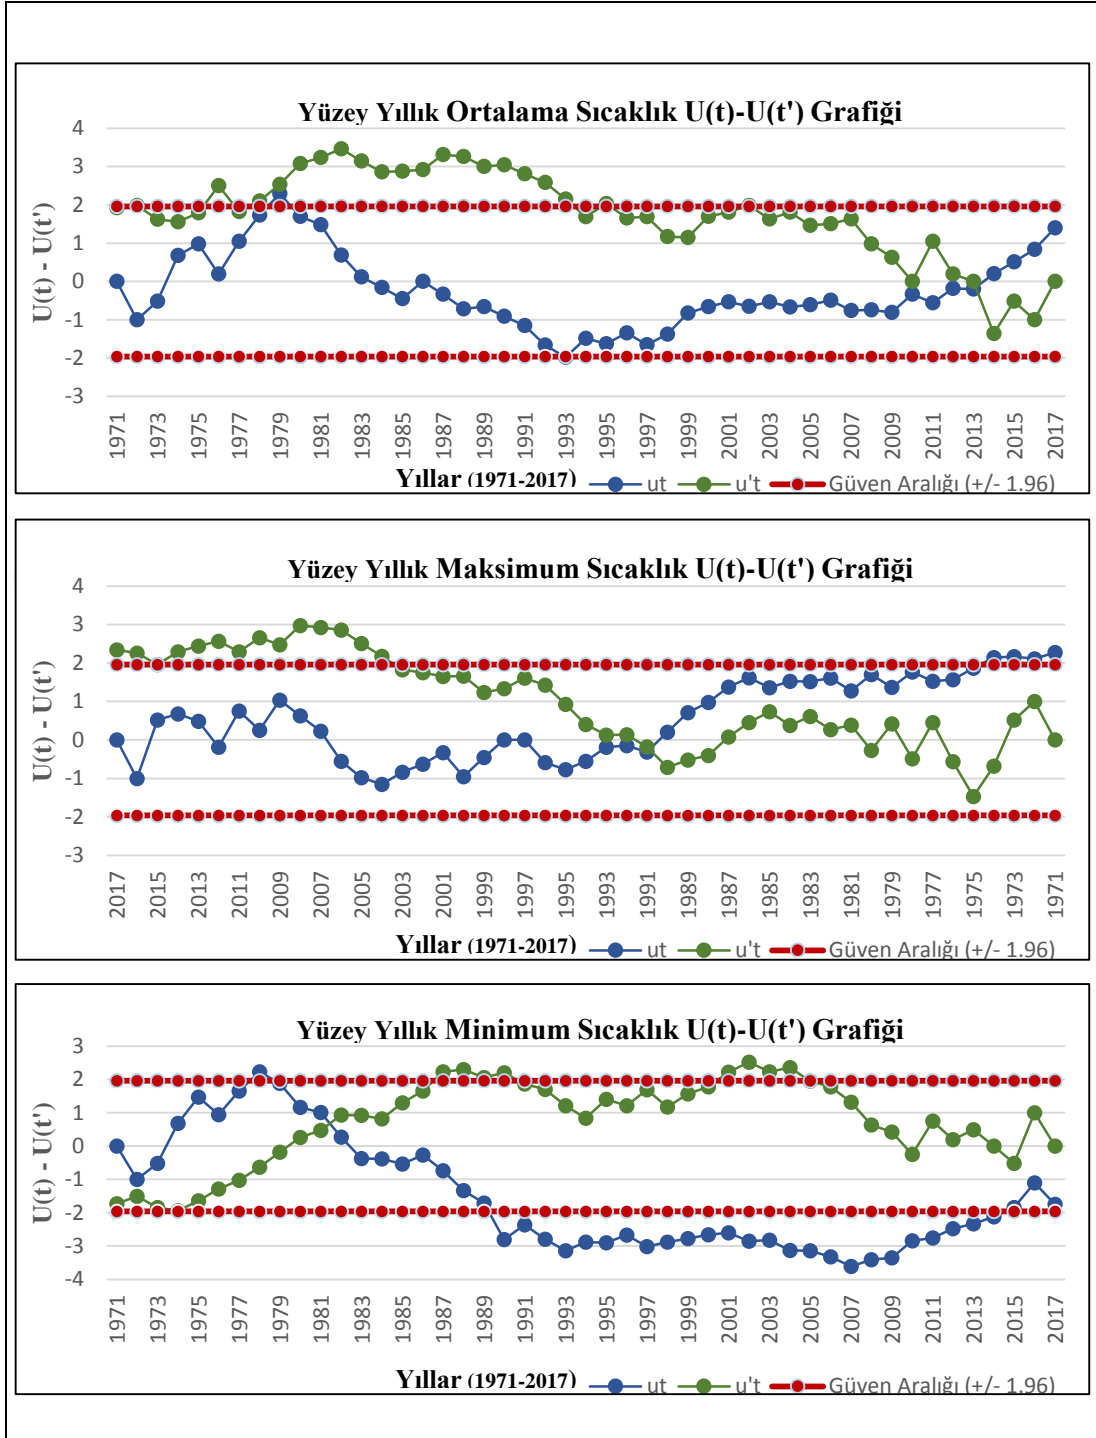 Yüzey Yıllık Ortalama Sıcaklık U(t)-U(t') Grafiği
4
3
2
1
0
-1
-2
-3
U(t) - U(t')
1971 1973 1975 1977 1979 1981 1983 1985 1987 1989 1991 1993 1995 1997 1999 2001 2003 2005 2007 2009 2011 2013 2015 2017
Yıllar (1971-2017) ut u't Güven Aralığı (+/- 1.96)
Yüzey Yıllık Maksimum Sıcaklık U(t)-U(t') Grafiği
4
3
2
1
0
-1
-2
-3
U(t) - U(t')
2017 2015 2013 2011 2009 2007 2005 2003 2001 1999 1997 1995 1993 1991 1989 1987 1985 1983 1981 1979 1977 1975 1973 1971
Yıllar (1971-2017) ut u't Güven Aralığı (+/- 1.96)
Yüzey Yıllık Minimum Sıcaklık U(t)-U(t') Grafiği
3
2
1
0
-1
-2
-3
-4
U(t) - U(t')
1971 1973 1975 1977 1979 1981 1983 1985 1987 1989 1991 1993 1995 1997 1999 2001 2003 2005 2007 2009 2011 2013 2015 2017
Yıllar (1971-2017) ut u't Güven Aralığı (+/- 1.96)